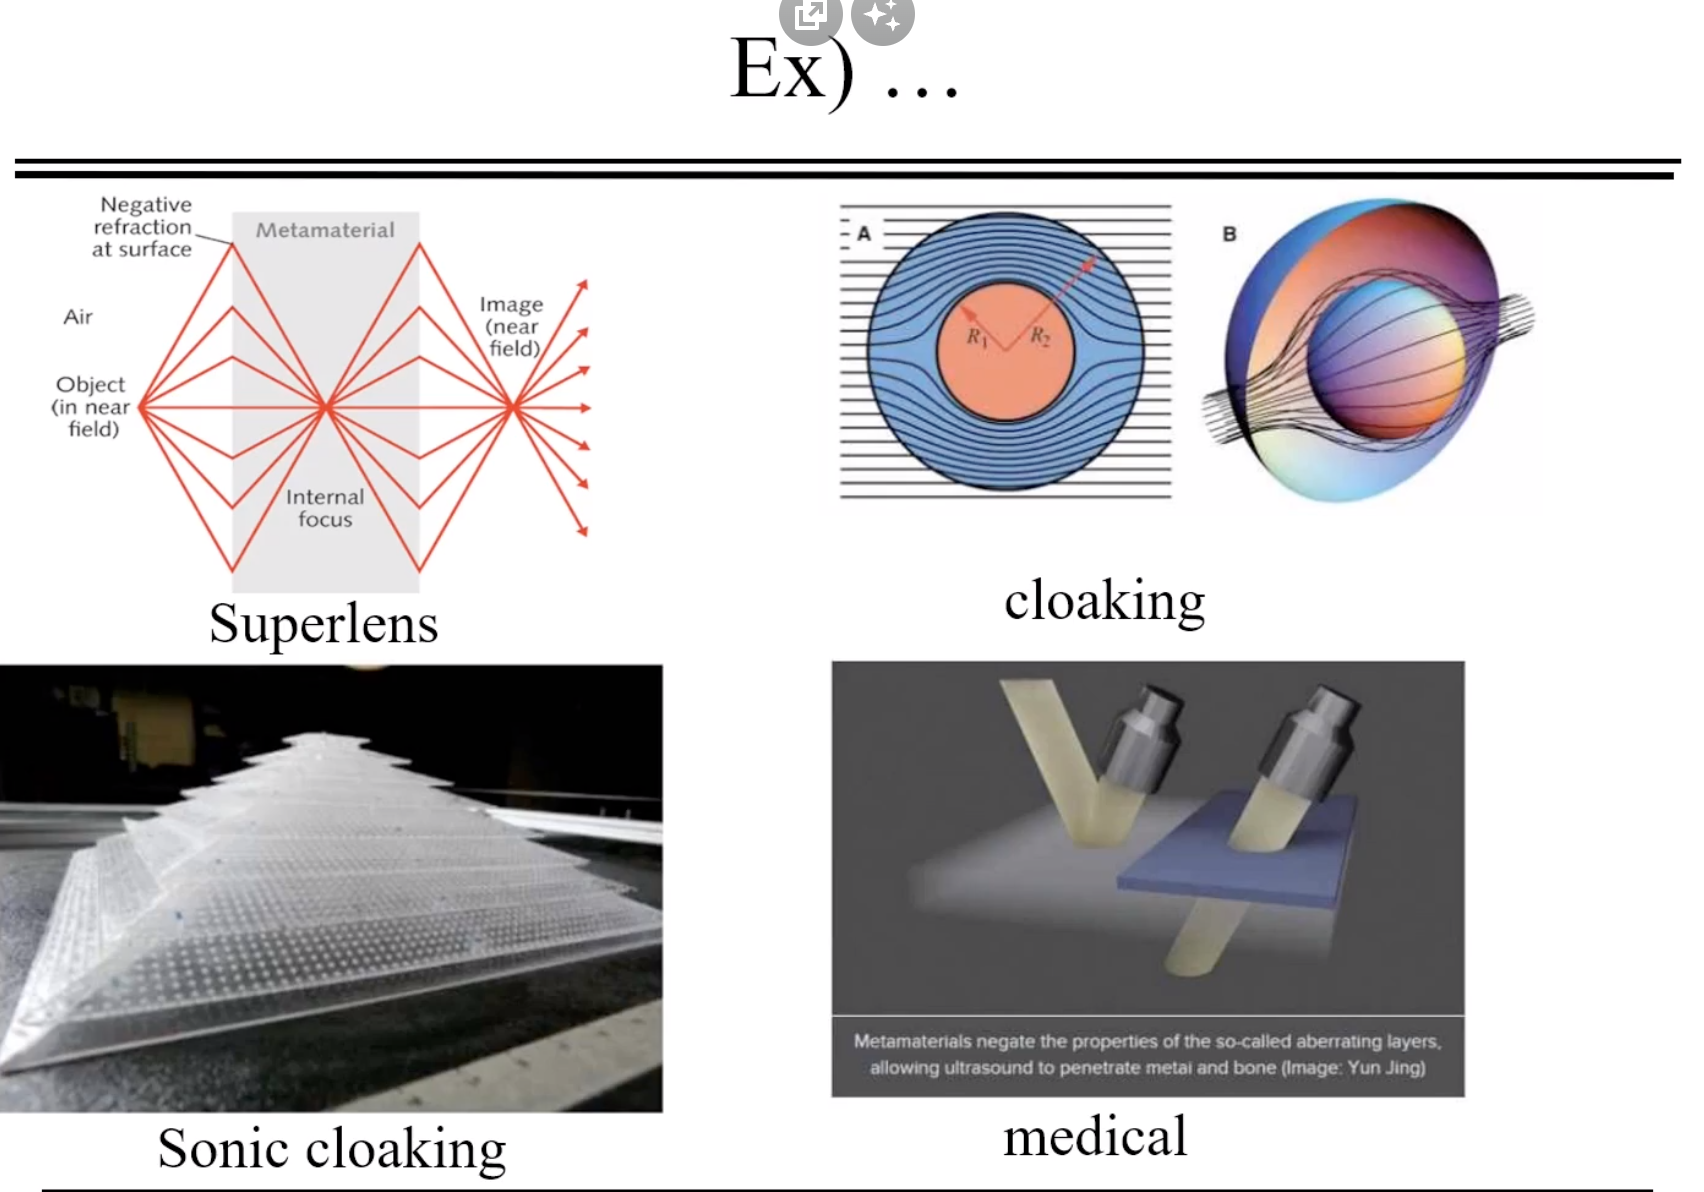 Ex) …
Negative
refraction
at surface
Metamaterial
Air
Image
(near
field)
Object
(in near
field)
Internal
focus
Superlens
A
R1
R2
B
cloaking
Sonic cloaking
Metamaterials negate the properties of the so-called aberrating layers,
allowing ultrasound to penetrate metal and bone (Image: Yun Jing)
medical